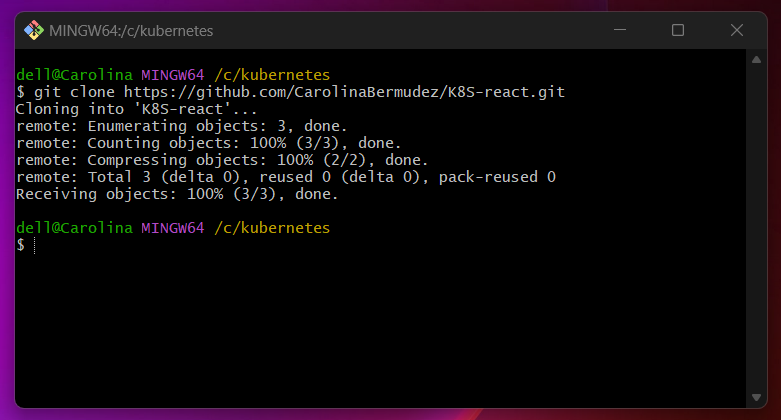 MINGW64:/c/kubernetes
dell@Carolina MINGW64 /c/kubernetes
$ git clone https://github.com/CarolinaBermudez/K8S-react.git
Cloning into 'K8S-react'...
remote: Enumerating objects: 3, done.
remote: Counting objects: 100% (3/3), done.
remote: Compressing objects: 100% (2/2), done.
remote: Total 3 (delta 0), reused 0 (delta 0), pack-reused 0
Receiving objects: 100% (3/3), done.
dell@Carolina MINGW64 /c/kubernetes
$